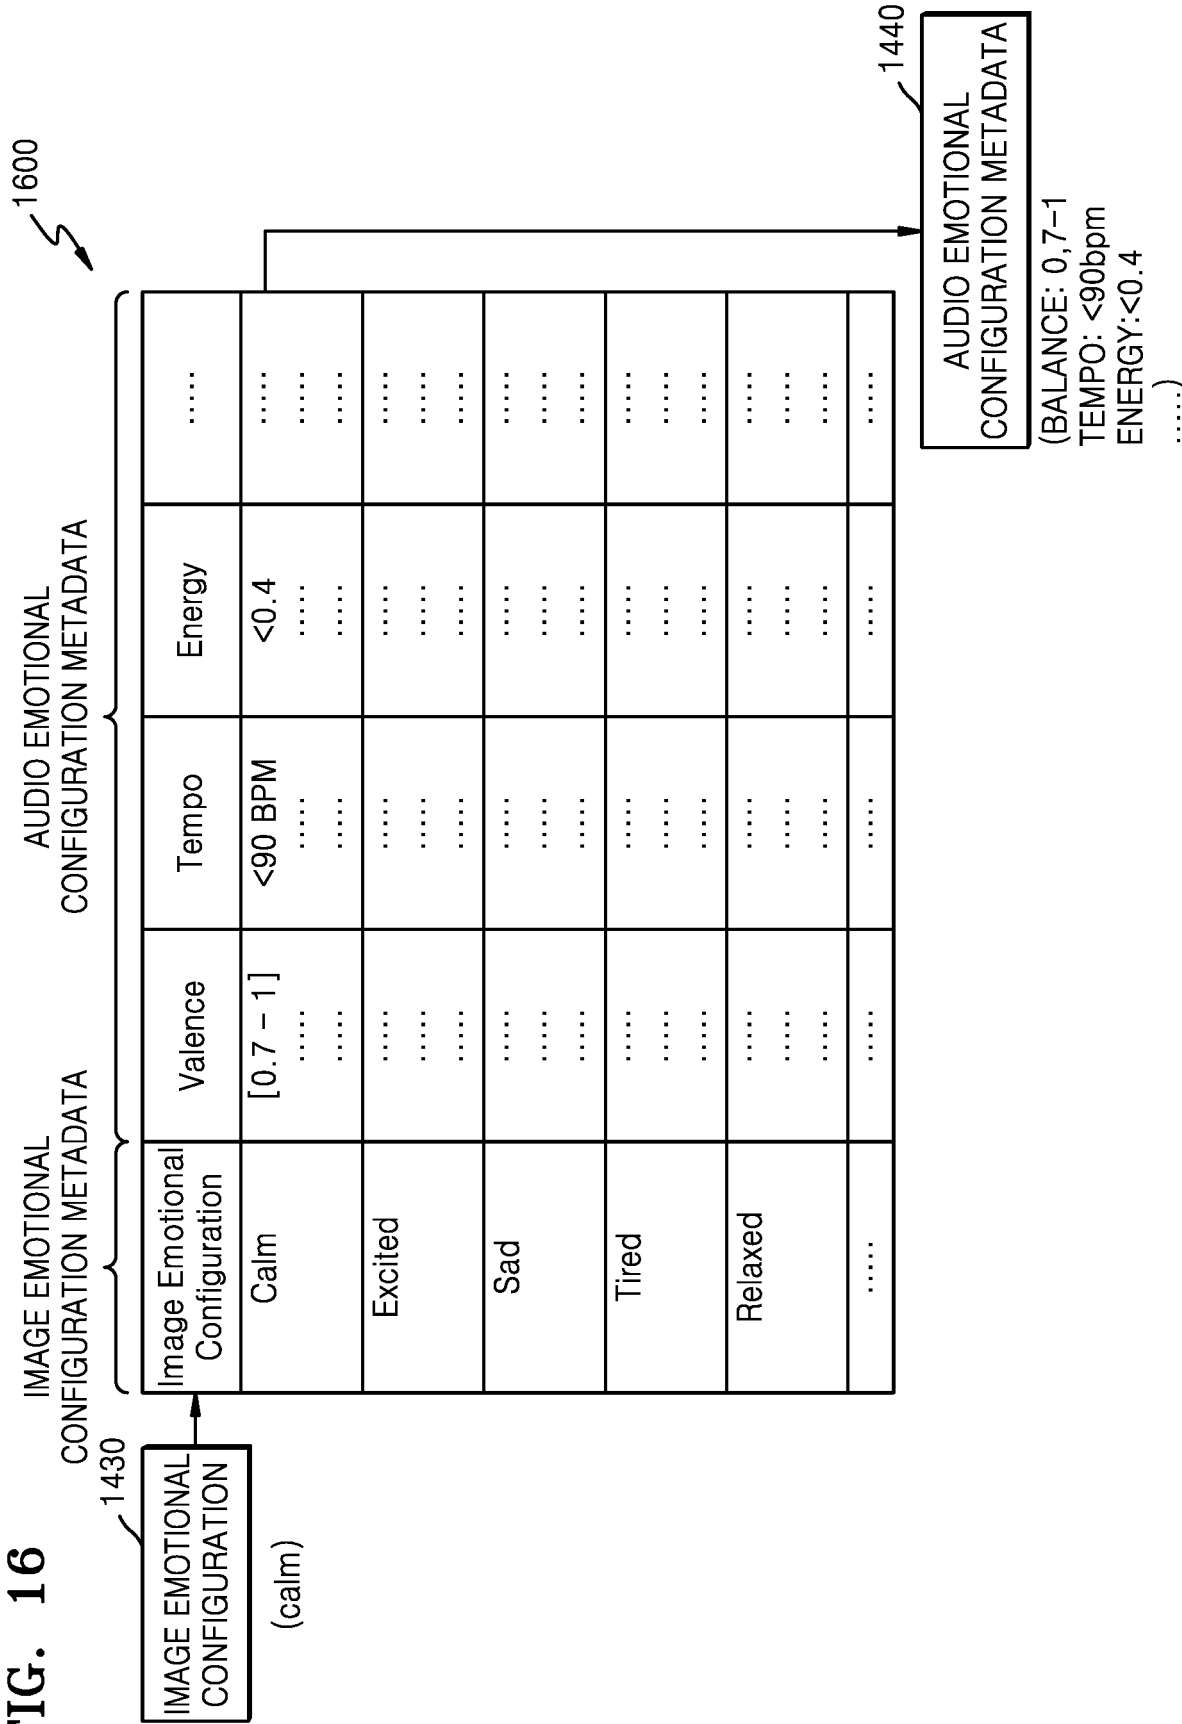 FIG. 16
1600
IMAGE EMOTIONAL
CONFIGURATION METADATA
AUDIO EMOTIONAL
CONFIGURATION METADATA
1430
IMAGE EMOTIONAL
CONFIGURATION
(calm)
Image Emotional
Configuration
Valence
Tempo
Energy
.....
Calm
[0.7 – 1]
<90 BPM
<0.4
.....
..... ..... ..... .....
..... ..... ..... .....
Excited
..... ..... ..... .....
..... ..... ..... .....
..... ..... ..... .....
Sad
..... ..... ..... .....
..... ..... ..... .....
..... ..... ..... .....
Tired
..... ..... ..... .....
..... ..... ..... .....
..... ..... ..... .....
Relaxed
..... ..... ..... .....
..... ..... ..... .....
..... ..... ..... .....
..... ..... ..... ..... .....
1440
AUDIO EMOTIONAL
CONFIGURATION METADATA
(BALANCE: 0,7–1
TEMPO: <90bpm
ENERGY:<0.4
.....)